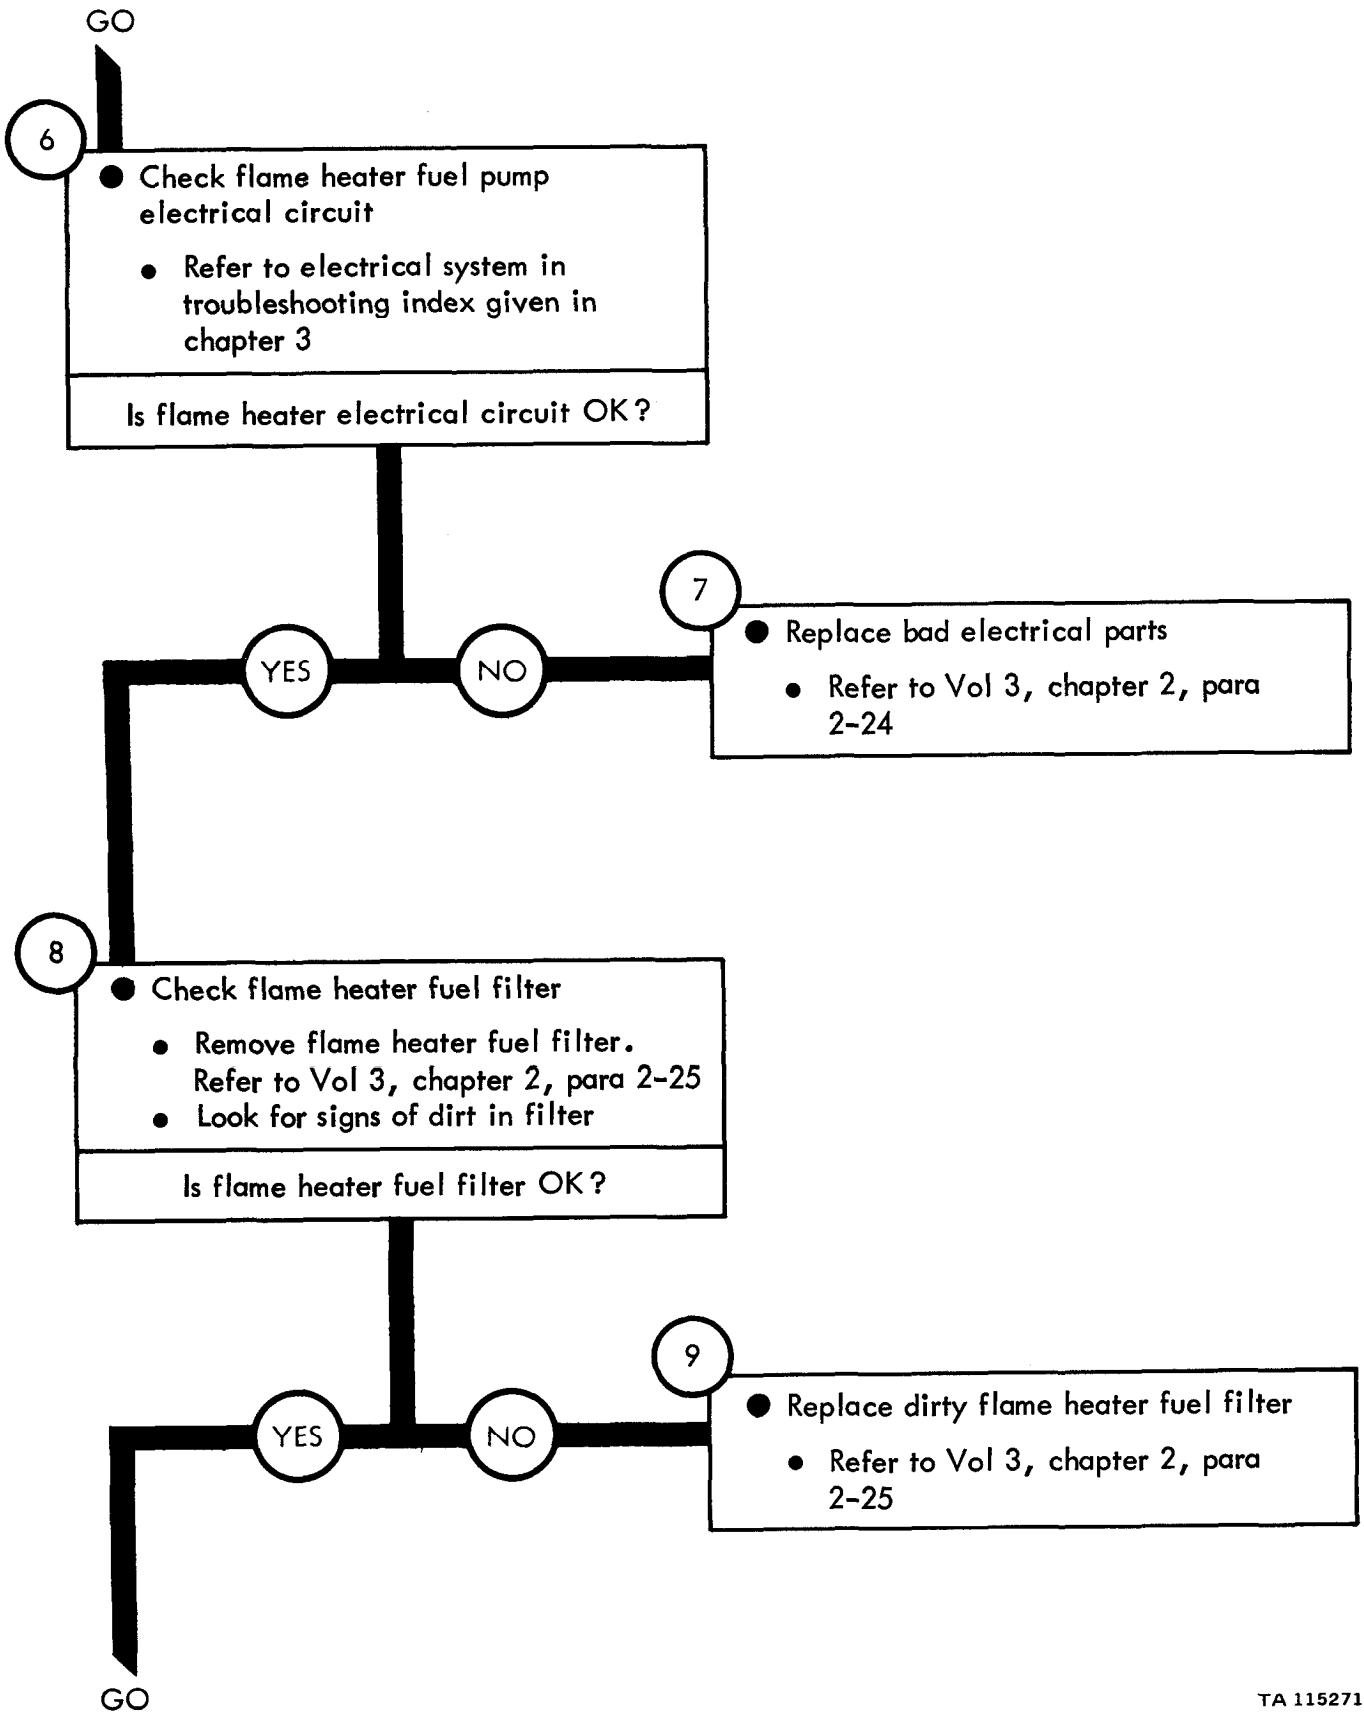 GO
6
● Check flame heater fuel pump
electrical circuit
● Refer to electrical system in
troubleshooting index given in
chapter 3
Is flame heater electrical circuit OK?
YES
NO
7
● Replace bad electrical parts
● Refer to Vol 3, chapter 2, para
2-24
8
● Check flame heater fuel filter
● Remove flame heater fuel filter.
Refer to Vol 3, chapter 2, para 2-25
● Look for signs of dirt in filter
Is flame heater fuel filter OK?
YES
NO
9
● Replace dirty flame heater fuel filter
● Refer to Vol 3, chapter 2, para
2-25
GO
TA 115271